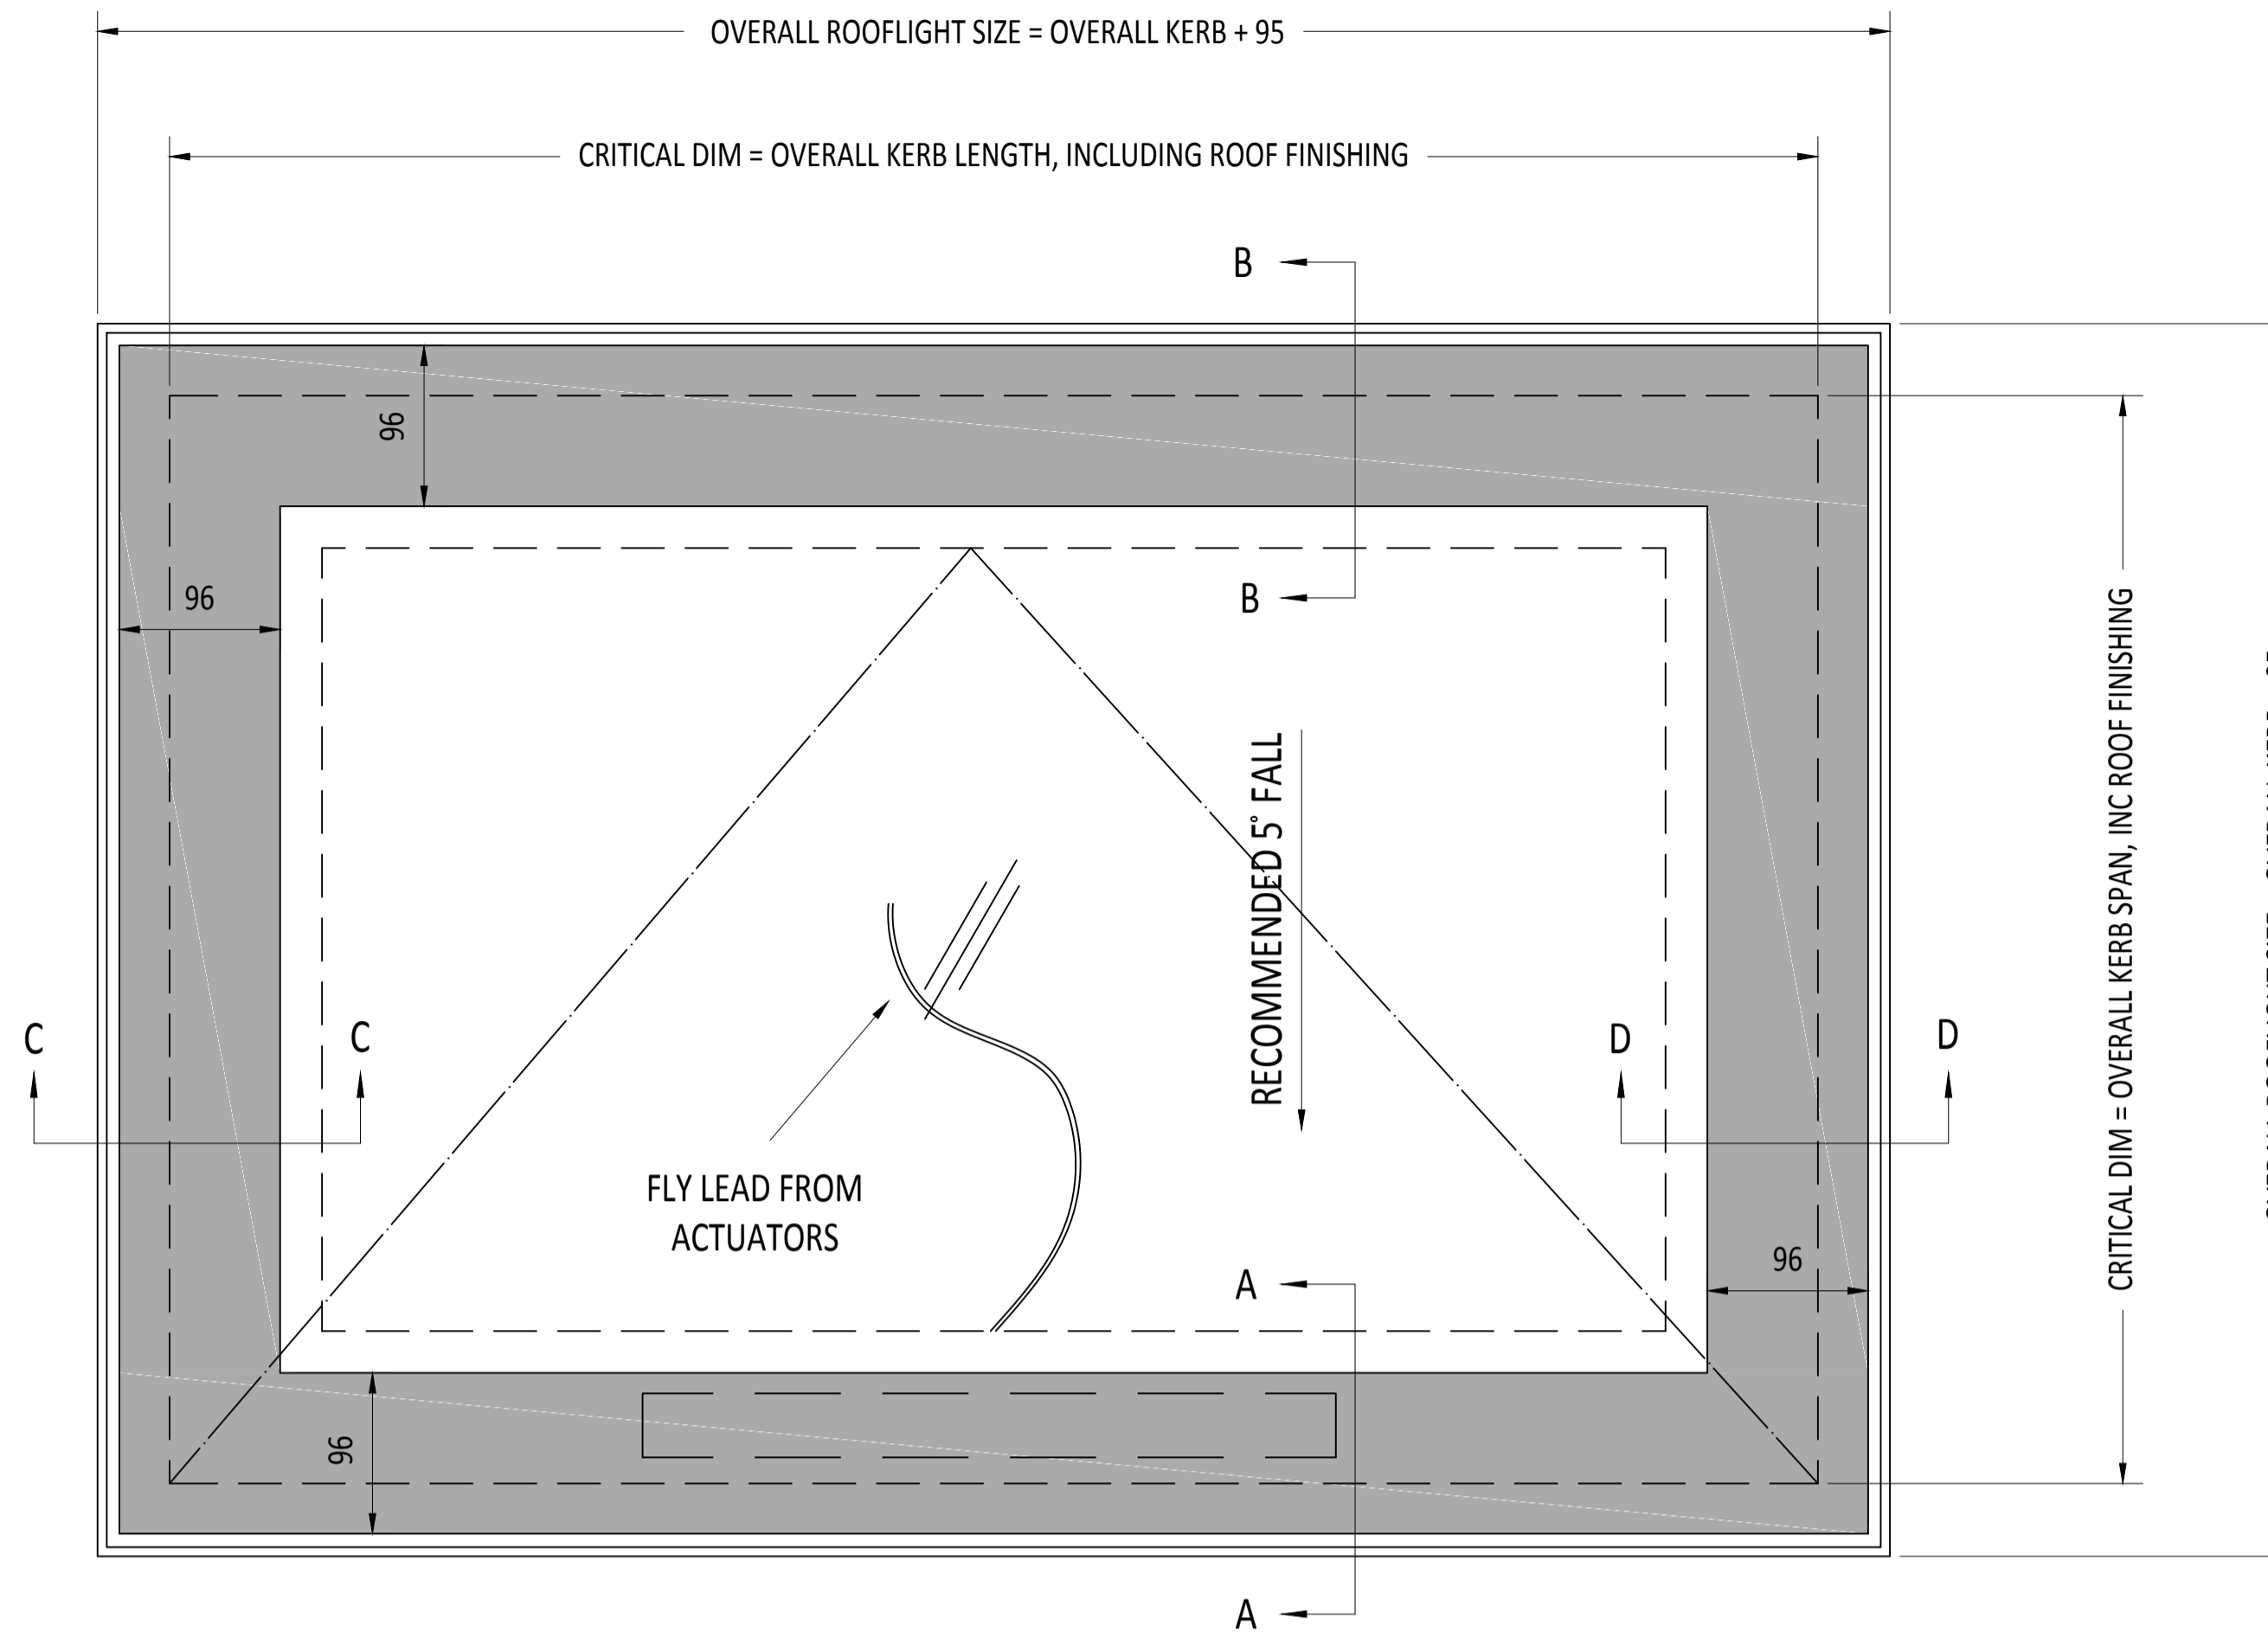 OVERALL ROOFLIGHT SIZE = OVERALL KERB + 95
CRITICAL DIM = OVERALL KERB LENGTH, INCLUDING ROOF FINISHING
B
96
96
B
RECOMMENDED 5° FALL
CRITICAL DIM = OVERALL KERB SPAN, INC ROOF FINISHING
C
C
D
D
FLY LEAD FROM
ACTUATORS
A
96
96
A